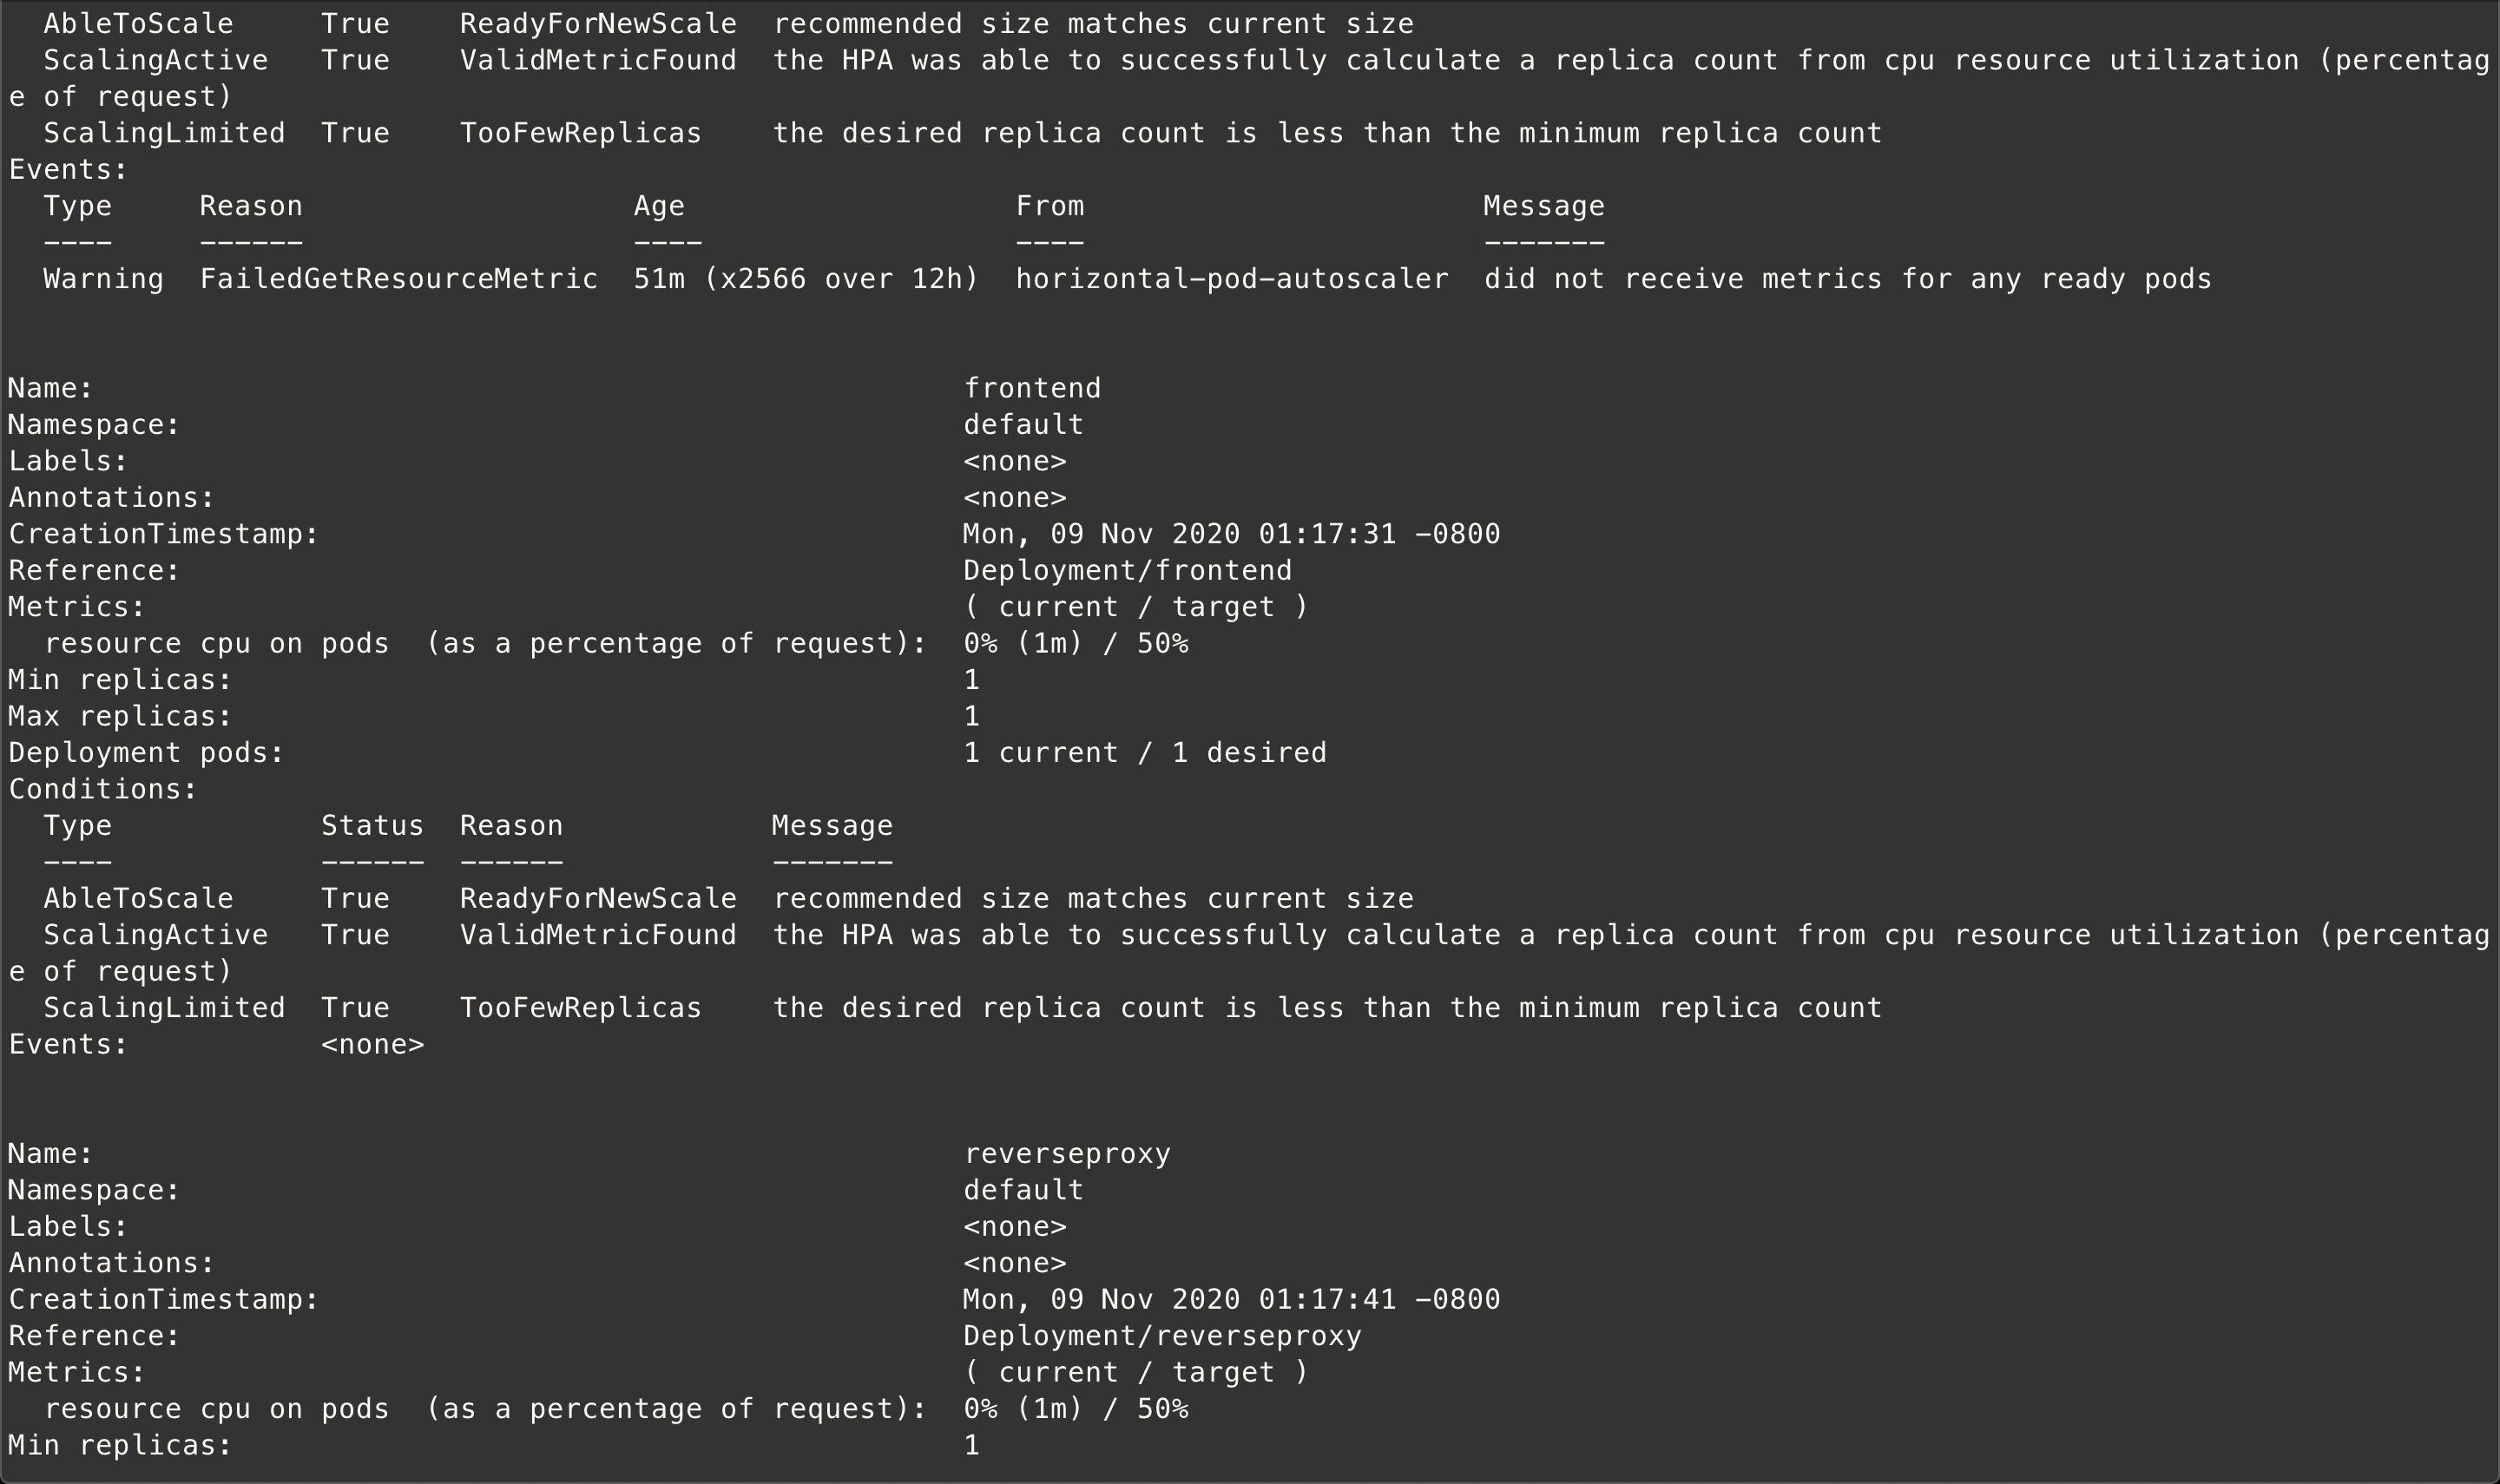 AbleToScale     True    ReadyForNewScale  recommended size matches current size
  ScalingActive   True    ValidMetricFound  the HPA was able to successfully calculate a replica count from cpu resource utilization (percentag
e of request)
  ScalingLimited  True    TooFewReplicas    the desired replica count is less than the minimum replica count
Events:
  Type     Reason                   Age                   From                       Message
  ----     ------                   ----                  ----                       -------
  Warning  FailedGetResourceMetric  51m (x2566 over 12h)  horizontal-pod-autoscaler  did not receive metrics for any ready pods
Name:                                                  frontend
Namespace:                                             default
Labels:                                                <none>
Annotations:                                           <none>
CreationTimestamp:                                     Mon, 09 Nov 2020 01:17:31 -0800
Reference:                                             Deployment/frontend
Metrics:                                               ( current / target )
  resource cpu on pods  (as a percentage of request):  0% (1m) / 50%
Min replicas:                                          1
Max replicas:                                          1
Deployment pods:                                       1 current / 1 desired
Conditions:
  Type            Status  Reason            Message
  ----            ------  ------            -------
  AbleToScale     True    ReadyForNewScale  recommended size matches current size
  ScalingActive   True    ValidMetricFound  the HPA was able to successfully calculate a replica count from cpu resource utilization (percentag
e of request)
  ScalingLimited  True    TooFewReplicas    the desired replica count is less than the minimum replica count
Events:           <none>
Name:                                                  reverseproxy
Namespace:                                             default
Labels:                                                <none>
Annotations:                                           <none>
CreationTimestamp:                                     Mon, 09 Nov 2020 01:17:41 -0800
Reference:                                             Deployment/reverseproxy
Metrics:                                               ( current / target )
  resource cpu on pods  (as a percentage of request):  0% (1m) / 50%
Min replicas:                                          1